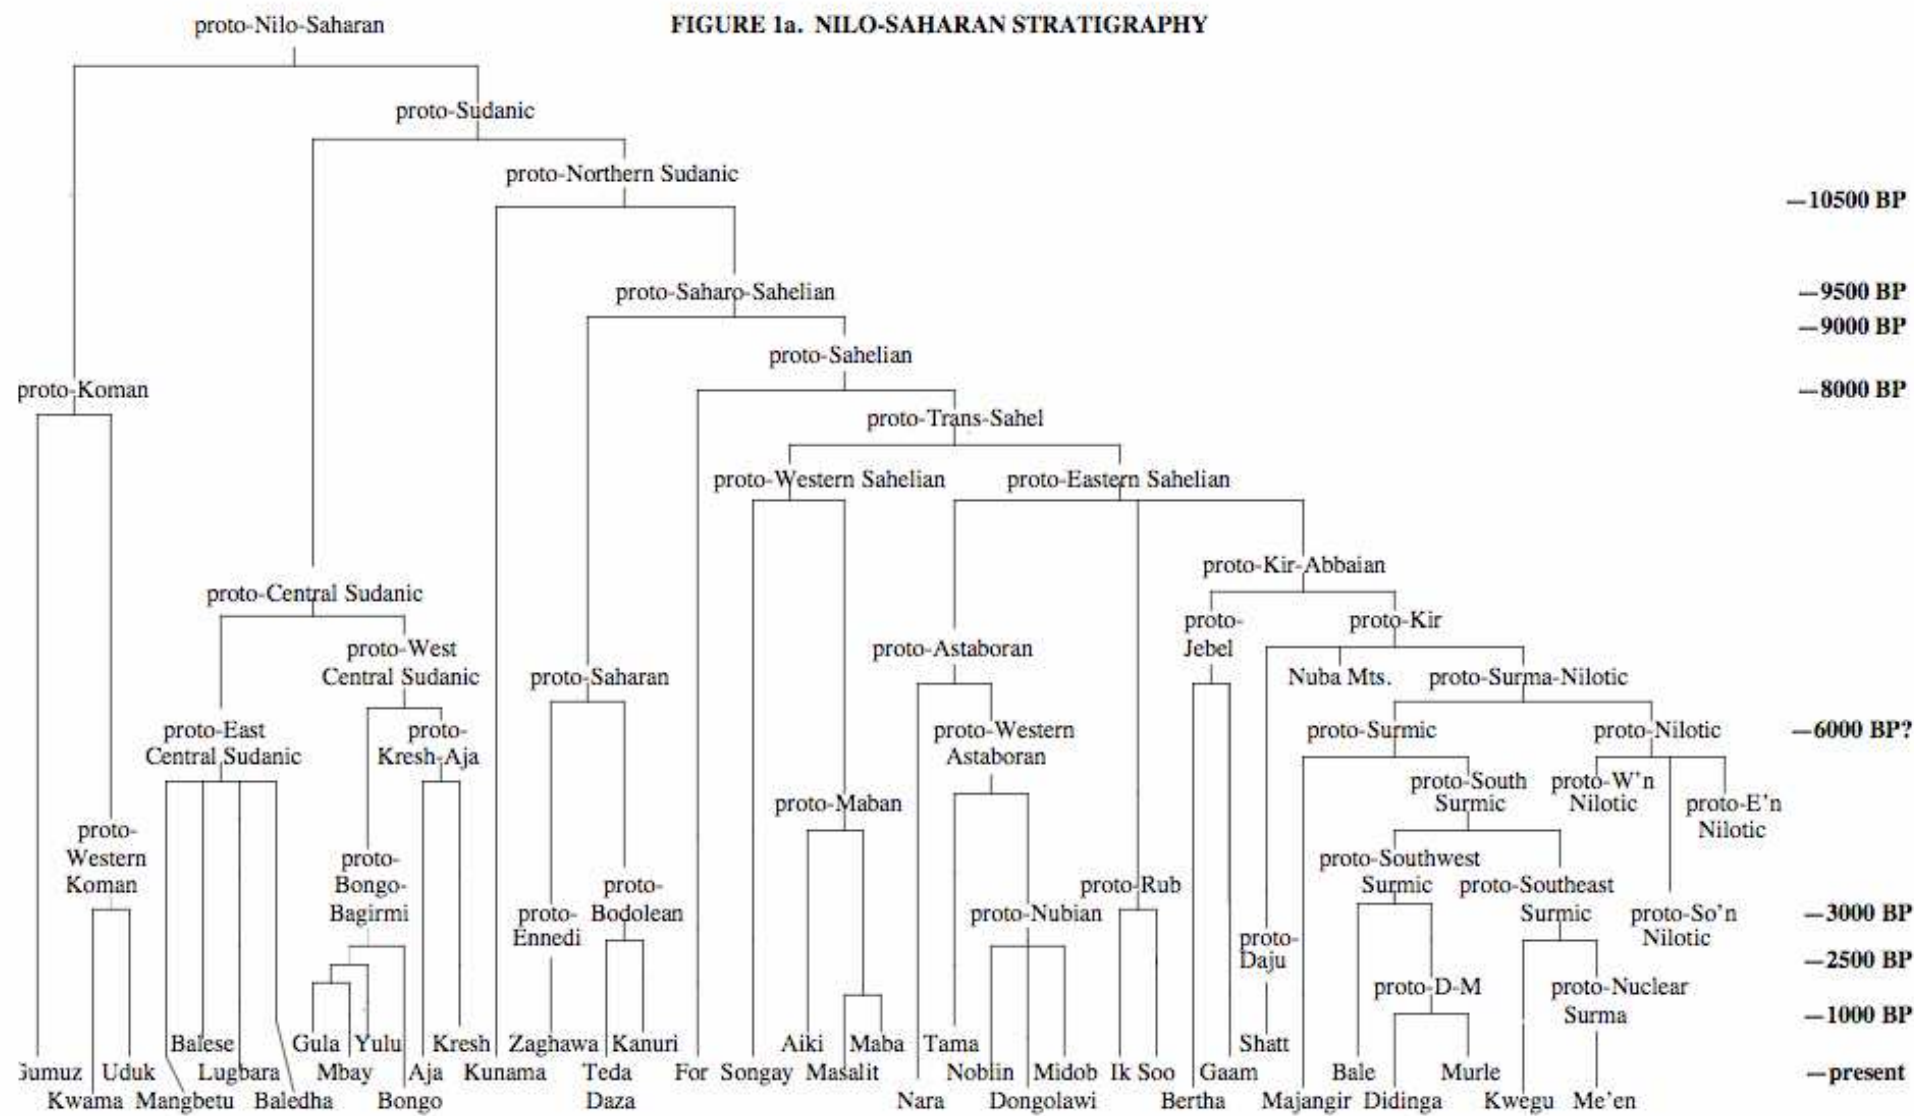 proto-Nilo-Saharan
FIGURE 1a. NILO-SAHARAN STRATIGRAPHY
proto-Sudanic
proto-Northern Sudanic
—10500 BP
proto-Saharo-Sahelian
—9500 BP
—9000 BP
proto-Sahelian
proto-Koman
—8000 BP
proto-Trans-Sahel
proto-Western Sahelian
proto-Eastern Sahelian
proto-Kir-Abbaian
proto-Central Sudanic
proto-
Jebel
proto-Kir
proto-West
Central Sudanic
proto-Astaboran
proto-Saharan
Nuba Mts.
proto-Surma-Nilotic
proto-East
Central Sudanic
proto-
Kresh-Aja
proto-Western
Astaboran
proto-Surmic
proto-Nilotic
—6000 BP?
proto-South
Surmic
proto-W'n
Nilotic
proto-E'n
Nilotic
proto-Maban
proto-
Western
Koman
proto-
Bongo-
Bagirmi
proto-Southwest
Surmic
proto-
Bodolean
proto-Rub
proto-Southeast
Surmic
proto-
Ennedi
proto-Nubian
proto-So'n
Nilotic
—3000 BP
proto-
Daju
—2500 BP
proto-D-M
proto-Nuclear
Surma
—1000 BP
Balese Gula Yulu Kresh Zaghawa Kanuri Aiki Maba Tama Shatt
Gumuz Uduk Lugbara Mbay Aja Kunama Teda For Songay Masalit Noblin Midob Ik Soo Gaam Bale Murle —present
Kwama Mangbetu Baledha Bongo Daza Nara Dongolawi Bertha Majangir Didinga Kwegu Me'en